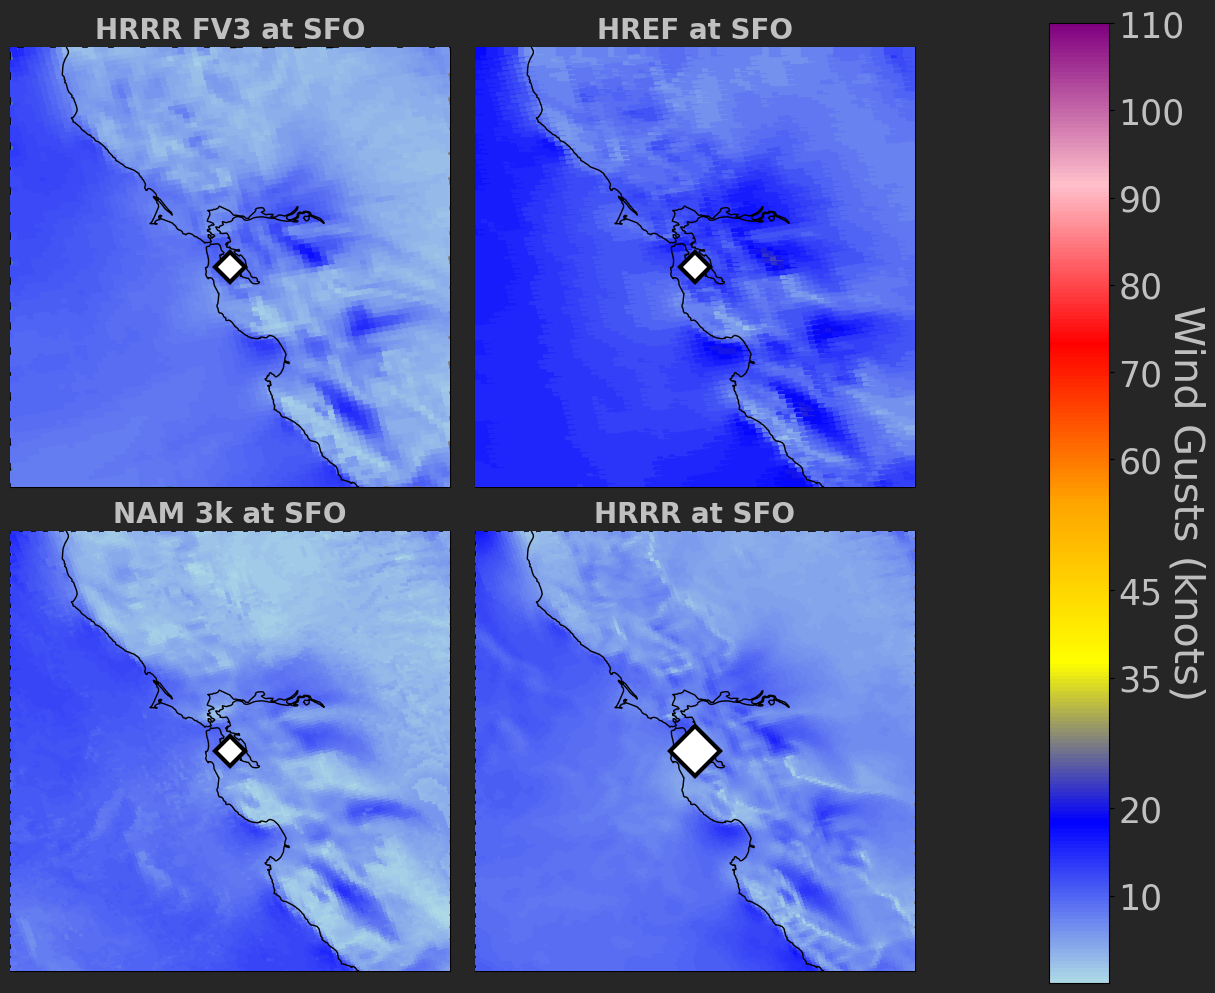 HRRR FV3 at SFO
HREF at SFO
NAM 3k at SFO
HRRR at SFO
110
100
90
80
70
60
45
35
20
10
Wind Gusts (knots)